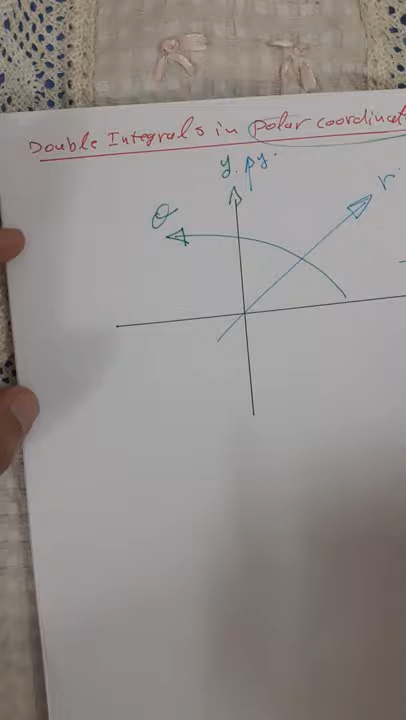 Double Integrals in polar coordinat
y.py.
r
θ